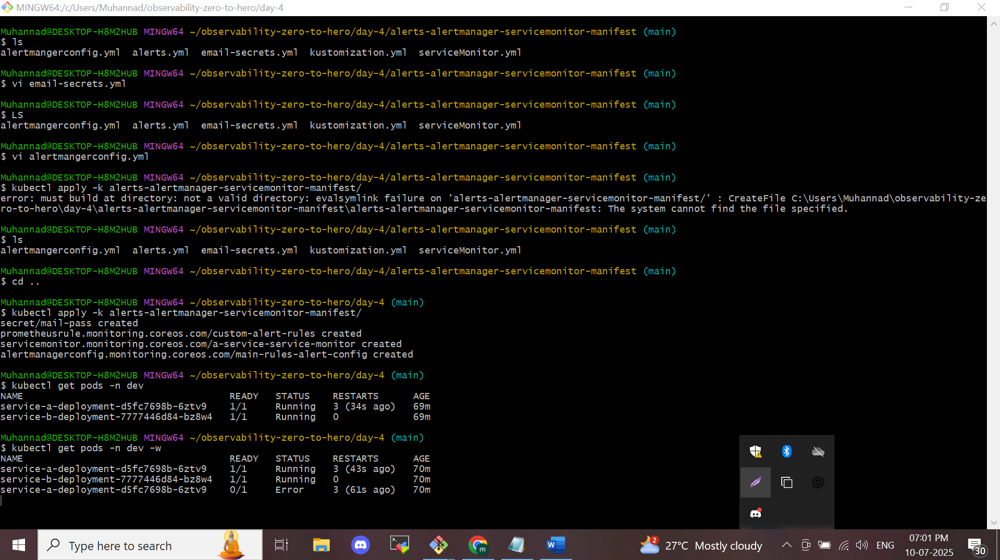 MINGW64:/c/Users/Muhannad/observability-zero-to-hero/day-4
Muhannad@DESKTOP-H8M2HUB MINGW64 ~/observability-zero-to-hero/day-4/alerts-alertmanager-servicemonitor-manifest (main)
$ ls
alertmangerconfig.yml  alerts.yml  email-secrets.yml  kustomization.yml  serviceMonitor.yml
Muhannad@DESKTOP-H8M2HUB MINGW64 ~/observability-zero-to-hero/day-4/alerts-alertmanager-servicemonitor-manifest (main)
$ vi email-secrets.yml
Muhannad@DESKTOP-H8M2HUB MINGW64 ~/observability-zero-to-hero/day-4/alerts-alertmanager-servicemonitor-manifest (main)
$ LS
alertmangerconfig.yml  alerts.yml  email-secrets.yml  kustomization.yml  serviceMonitor.yml
Muhannad@DESKTOP-H8M2HUB MINGW64 ~/observability-zero-to-hero/day-4/alerts-alertmanager-servicemonitor-manifest (main)
$ vi alertmangerconfig.yml
Muhannad@DESKTOP-H8M2HUB MINGW64 ~/observability-zero-to-hero/day-4/alerts-alertmanager-servicemonitor-manifest (main)
$ kubectl apply -k alerts-alertmanager-servicemonitor-manifest/
error: must build at directory: not a valid directory: evalsymlink failure on 'alerts-alertmanager-servicemonitor-manifest/' : CreateFile C:\Users\Muhannad\observability-ze
ro-to-hero\day-4\alerts-alertmanager-servicemonitor-manifest\alerts-alertmanager-servicemonitor-manifest: The system cannot find the file specified.
Muhannad@DESKTOP-H8M2HUB MINGW64 ~/observability-zero-to-hero/day-4/alerts-alertmanager-servicemonitor-manifest (main)
$ ls
alertmangerconfig.yml  alerts.yml  email-secrets.yml  kustomization.yml  serviceMonitor.yml
Muhannad@DESKTOP-H8M2HUB MINGW64 ~/observability-zero-to-hero/day-4/alerts-alertmanager-servicemonitor-manifest (main)
$ cd ..
Muhannad@DESKTOP-H8M2HUB MINGW64 ~/observability-zero-to-hero/day-4 (main)
$ kubectl apply -k alerts-alertmanager-servicemonitor-manifest/
secret/mail-pass created
prometheusrule.monitoring.coreos.com/custom-alert-rules created
servicemonitor.monitoring.coreos.com/a-service-service-monitor created
alertmanagerconfig.monitoring.coreos.com/main-rules-alert-config created
Muhannad@DESKTOP-H8M2HUB MINGW64 ~/observability-zero-to-hero/day-4 (main)
$ kubectl get pods -n dev
NAME                                    READY   STATUS    RESTARTS      AGE
service-a-deployment-d5fc7698b-6ztv9    1/1     Running   3 (34s ago)   69m
service-b-deployment-7777446d84-bz8w4   1/1     Running   0             69m
Muhannad@DESKTOP-H8M2HUB MINGW64 ~/observability-zero-to-hero/day-4 (main)
$ kubectl get pods -n dev -w
NAME                                    READY   STATUS    RESTARTS      AGE
service-a-deployment-d5fc7698b-6ztv9    1/1     Running   3 (43s ago)   70m
service-b-deployment-7777446d84-bz8w4   1/1     Running   0             70m
service-a-deployment-d5fc7698b-6ztv9    0/1     Error     3 (61s ago)   70m
Type here to search
m
W
2
27°C Mostly cloudy
ENG
07:01 PM
10-07-2025
30